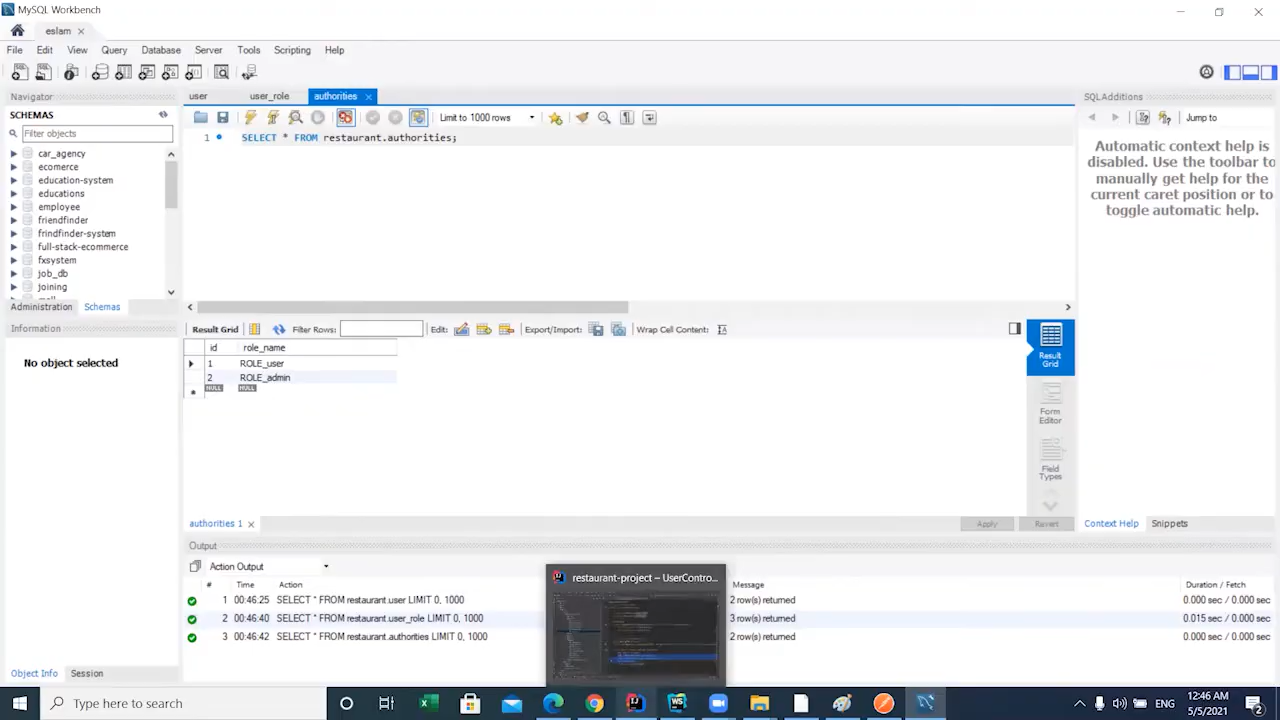 MySQL Workbench
eslam
File Edit View Query Database Server Tools Scripting Help
Navigator
SCHEMAS
Filter objects
car_agency
ecomerce
education-system
educations
employee
friendfinder
frindfinder-system
full-stack-ecommerce
fxsystem
job_db
joining
Administration Schemas
Information
No object selected
Object Info Session
user user_role authorities
Limit to 1000 rows
1 SELECT * FROM restaurant.authorities;
Result Grid Filter Rows: Edit: Export/Import: Wrap Cell Content:
id role_name
1 ROLE_user
2 ROLE_admin
NULL NULL
Result Grid
Form Editor
Field Types
authorities 1 Apply Revert
Output
Action Output
# Time Action Message Duration / Fetch
1 00:46:25 SELECT * FROM restaurant.user LIMIT 0, 1000 2 row(s) returned 0.000 sec / 0.000 sec
2 00:46:40 SELECT * FROM restaurant.user_role LIMIT 0, 1000 3 row(s) returned 0.015 sec / 0.000 sec
3 00:46:42 SELECT * FROM restaurant.authorities LIMIT 0, 1000 2 row(s) returned 0.000 sec / 0.000 sec
restaurant-project – UserContro...
SQLAdditions
Jump to
Automatic context help is
disabled. Use the toolbar to
manually get help for the
current caret position or to
toggle automatic help.
Context Help Snippets
Type here to search
ENG
12:46 AM
5/5/2021
2